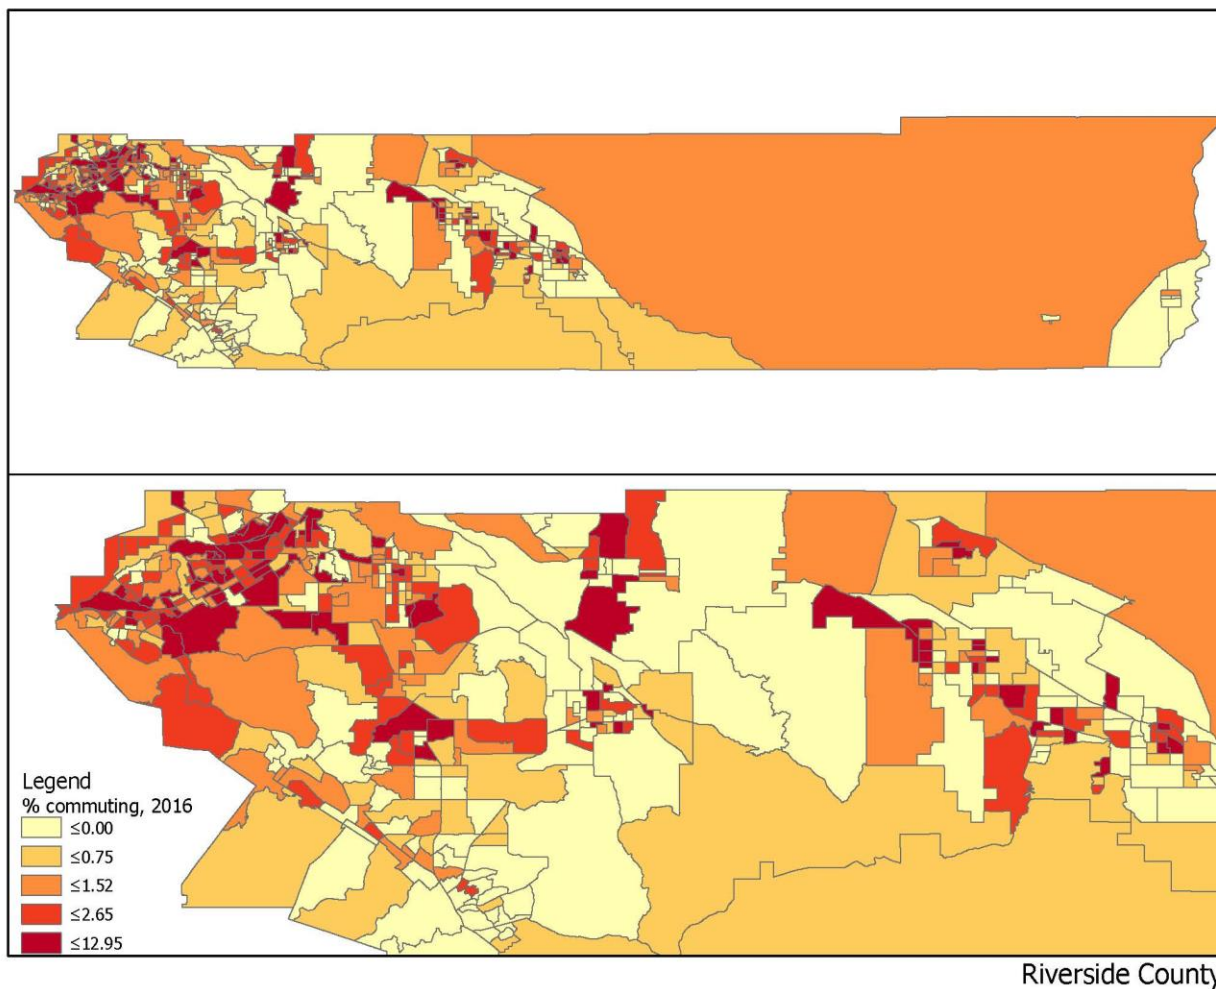 Legend
% commuting, 2016
≤0.00
≤0.75
≤1.52
≤2.65
≤12.95
Riverside County